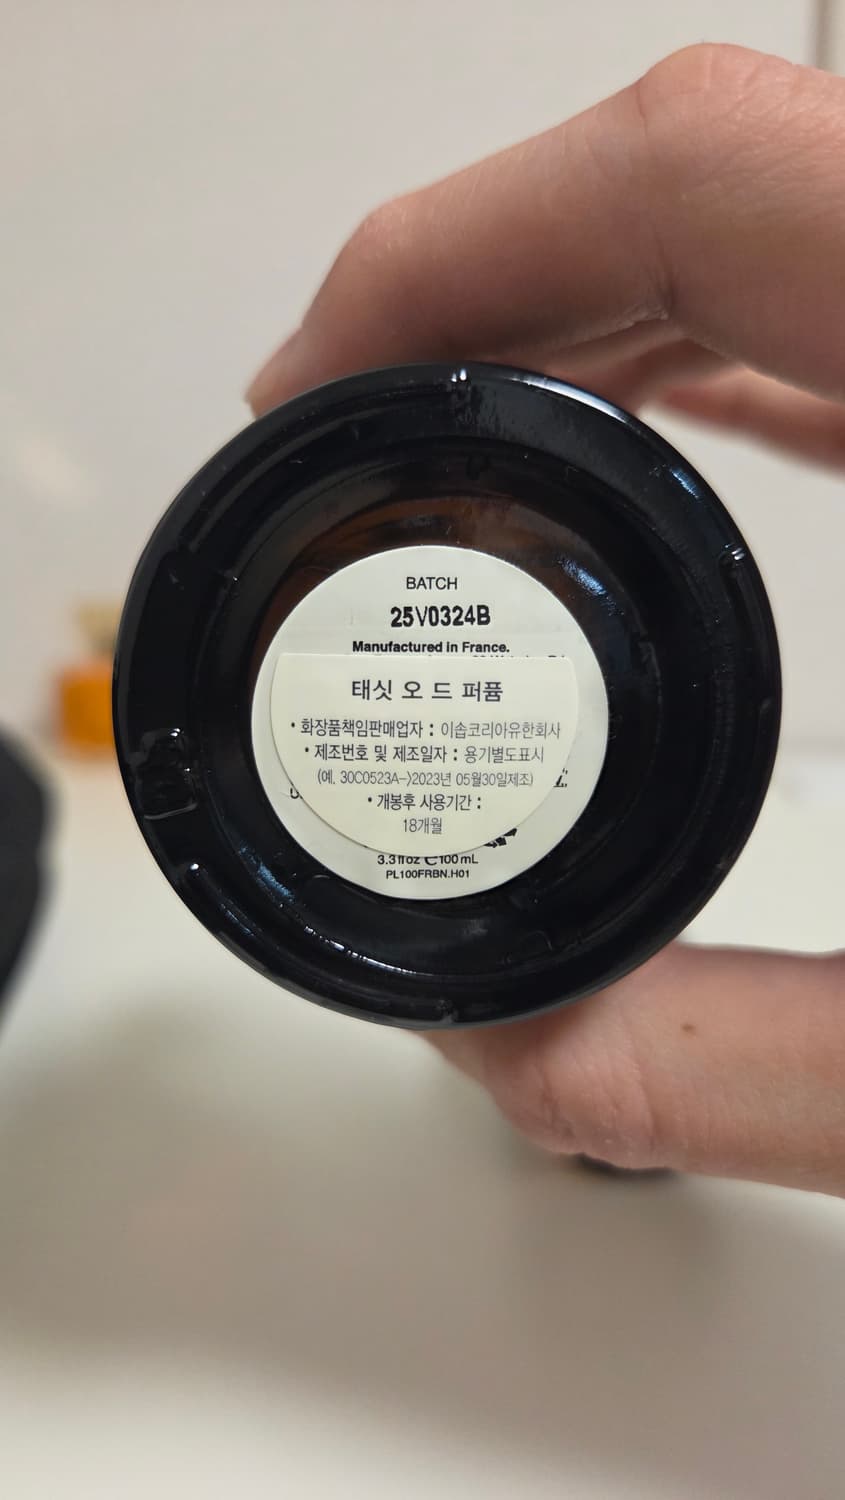 BATCH
25V0324B
Manufactured in France.
태싯 오 드 퍼퓸
• 화장품책임판매업자 : 이솝코리아유한회사
• 제조번호 및 제조일자 : 용기별도표시
(예. 30C0523A->2023년 05월30일제조)
• 개봉후 사용기간 :
18개월
3.3 fl oz ℮ 100 mL
PL100FRBN.H01